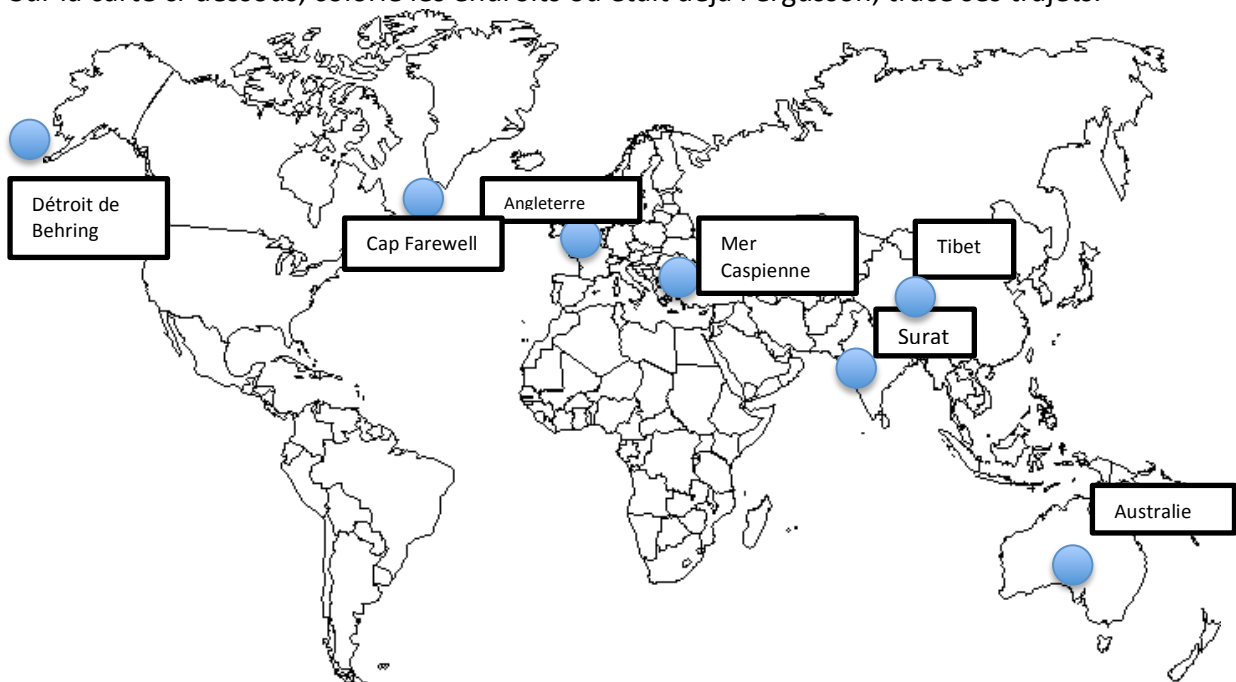 Sur la carte ci-dessous, colorie les endroits où était déjà Fergusson, trace ses trajets.
Détroit de
Behring
Cap Farewell
Angleterre
Mer
Caspienne
Tibet
Surat
Australie